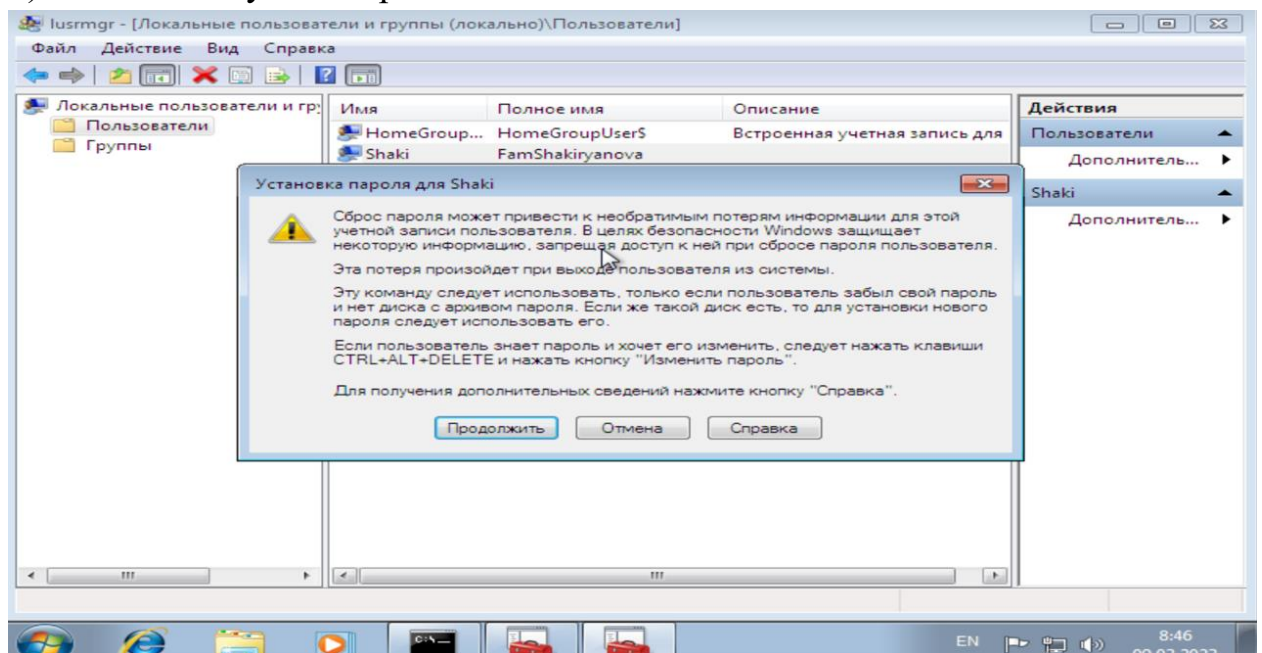 lusrmgr - [Локальные пользователи и группы (локально)\Пользователи]
Файл Действие Вид Справка
Локальные пользователи и гр
Пользователи
Группы
Имя Полное имя Описание
HomeGroup... HomeGroupUser$ Встроенная учетная запись для
Shaki FamShakiryanova
Действия
Пользователи
Дополнитель...
Shaki
Дополнитель...
Установка пароля для Shaki
Сброс пароля может привести к необратимым потерям информации для этой
учетной записи пользователя. В целях безопасности Windows защищает
некоторую информацию, запрещая доступ к ней при сбросе пароля пользователя.
Эта потеря произойдет при выходе пользователя из системы.
Эту команду следует использовать, только если пользователь забыл свой пароль
и нет диска с архивом пароля. Если же такой диск есть, то для установки нового
пароля следует использовать его.
Если пользователь знает пароль и хочет его изменить, следует нажать клавиши
CTRL+ALT+DELETE и нажать кнопку "Изменить пароль".
Для получения дополнительных сведений нажмите кнопку "Справка".
Продолжить Отмена Справка
EN 8:46